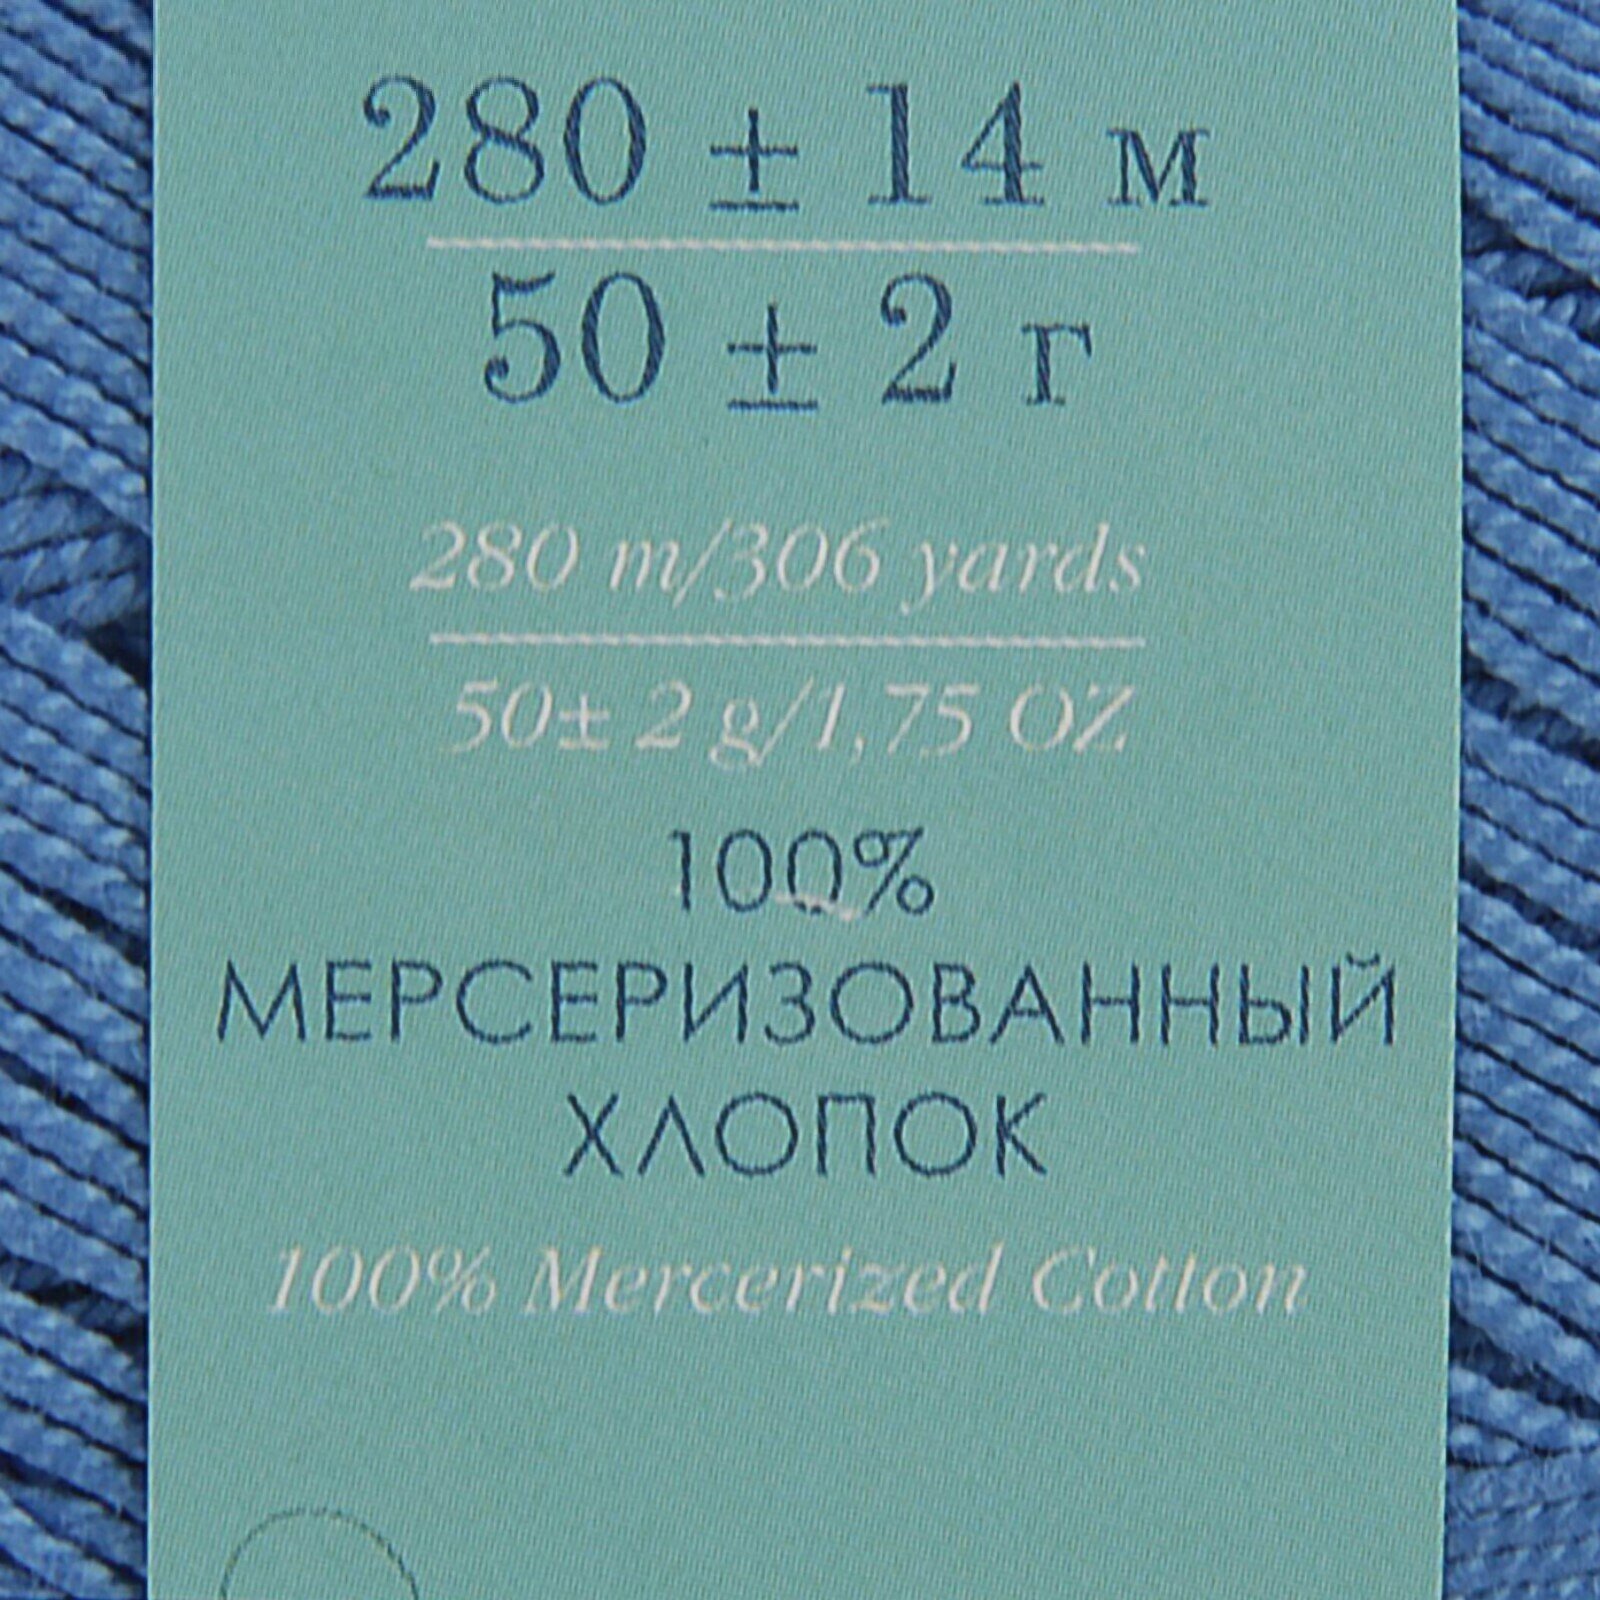 280 ± 14 м
50 ± 2 г
280 m/306 yards
50± 2 g/1,75 OZ
100%
МЕРСЕРИЗОВАННЫЙ
ХЛОПОК
100% Mercerized Cotton